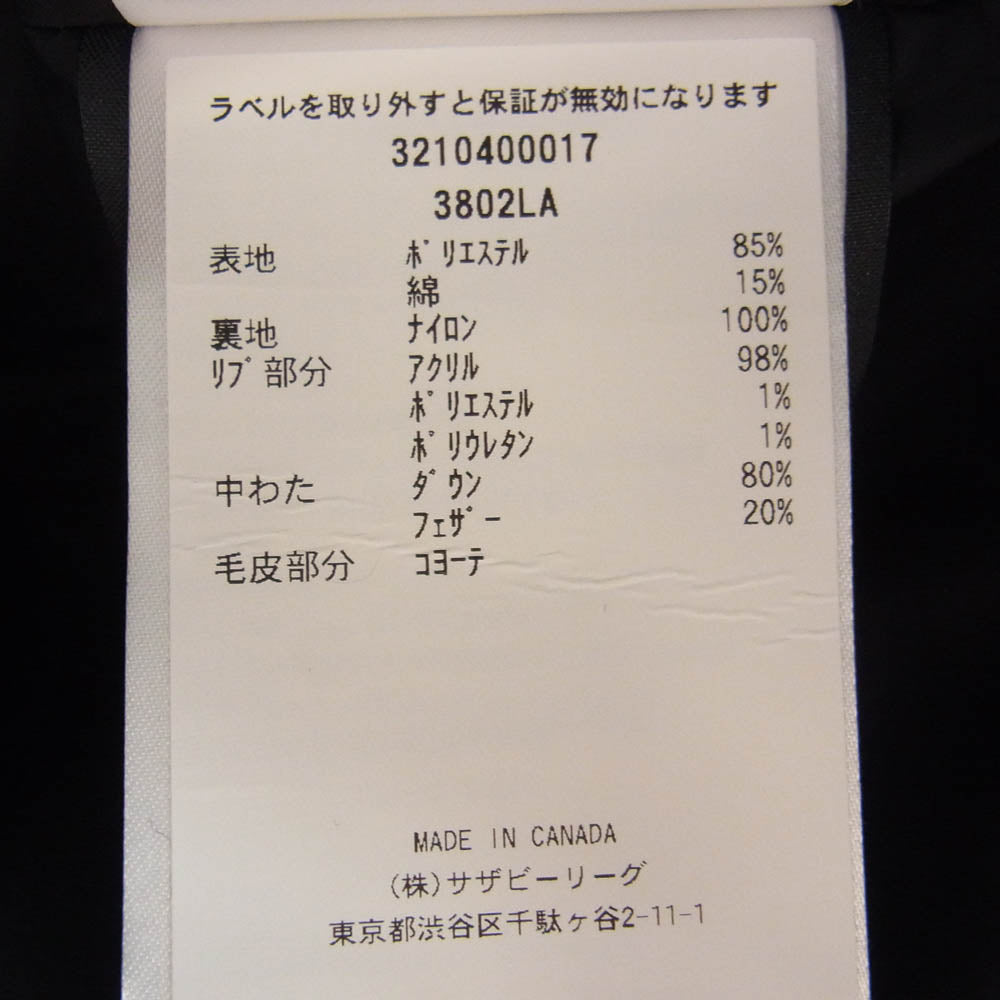 ラベルを取り外すと保証が無効になります
3210400017
3802LA
表地 ﾎﾟﾘｴｽﾃﾙ 85%
綿 15%
裏地 ﾅｲﾛﾝ 100%
ﾘﾌﾞ部分 ｱｸﾘﾙ 98%
ﾎﾟﾘｴｽﾃﾙ 1%
ﾎﾟﾘｳﾚﾀﾝ 1%
中わた ﾀﾞｳﾝ 80%
ﾌｪｻﾞｰ 20%
毛皮部分 ｺﾖｰﾃ
MADE IN CANADA
(株)サザビーリーグ
東京都渋谷区千駄ヶ谷2-11-1